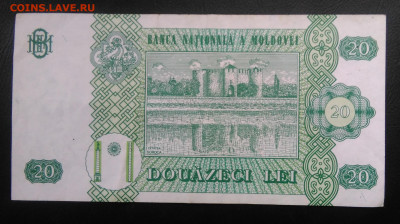 COINS.LAVE.RU
BANCA NAȚIONALĂ A MOLDOVEI
20
20
20
20
DOUĂZECI LEI